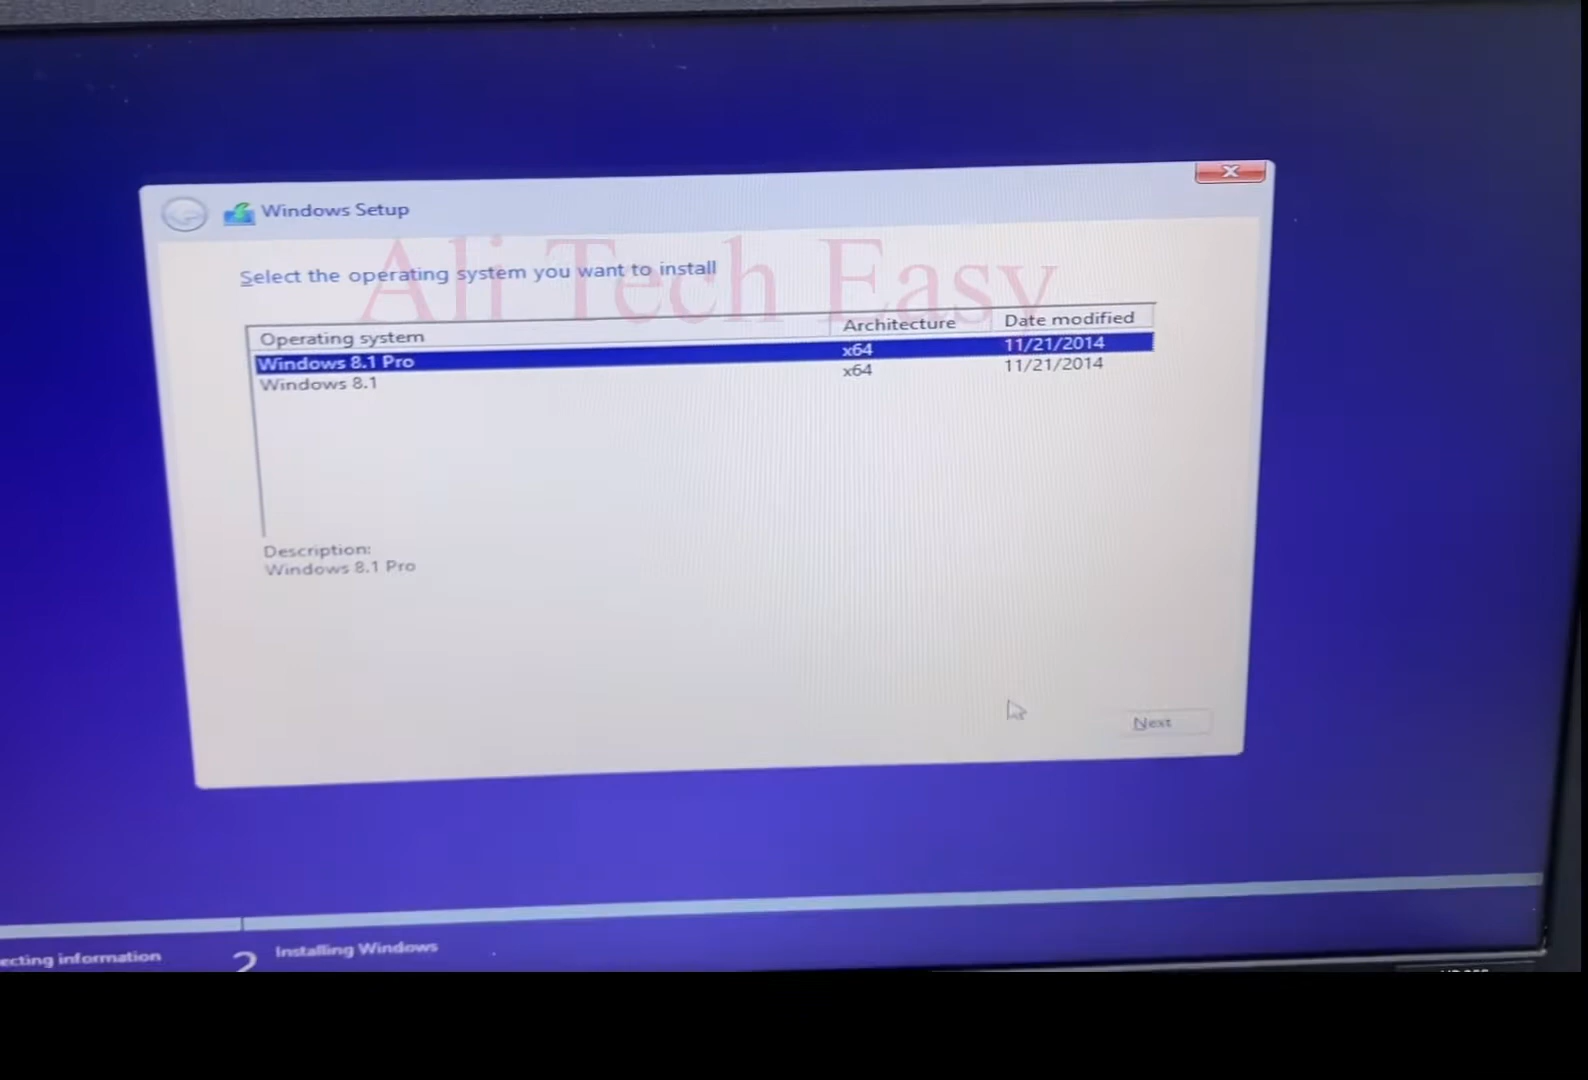 Windows Setup
Ali Tech Easy
Select the operating system you want to install
Operating system Architecture Date modified
Windows 8.1 Pro x64 11/21/2014
Windows 8.1 x64 11/21/2014
Description:
Windows 8.1 Pro
Next
ecting information 2 Installing Windows